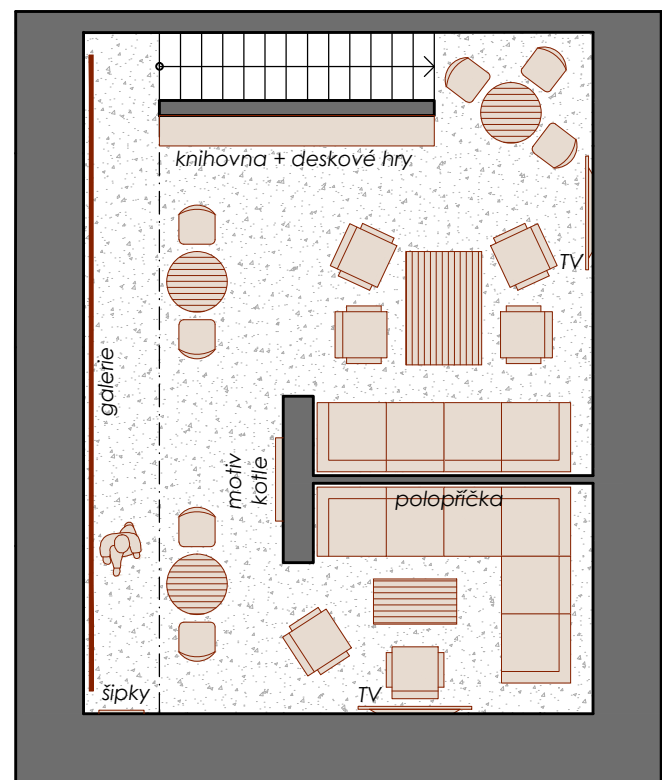 knihovna + deskové hry
TV
galerie
motiv
kotle
polopříčka
šipky
TV